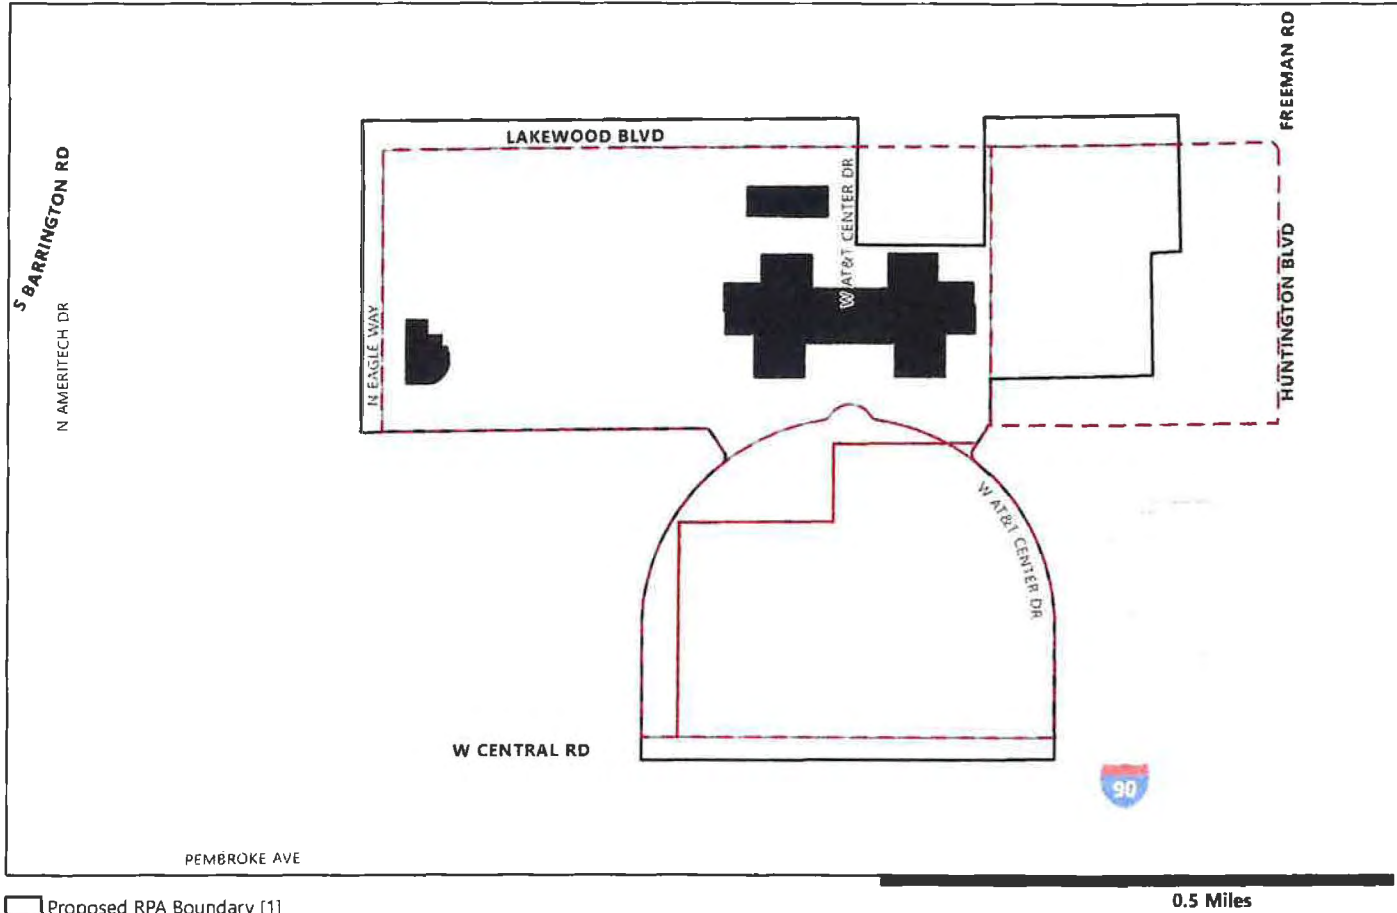 FREEMAN RD
LAKEWOOD BLVD
S BARRINGTON RD
W AT&T CENTER DR
N AMERITECH DR
N EAGLE WAY
HUNTINGTON BLVD
W AT&T CENTER DR
W CENTRAL RD
90
PEMBROKE AVE
0.5 Miles
Proposed RPA Boundary [1]